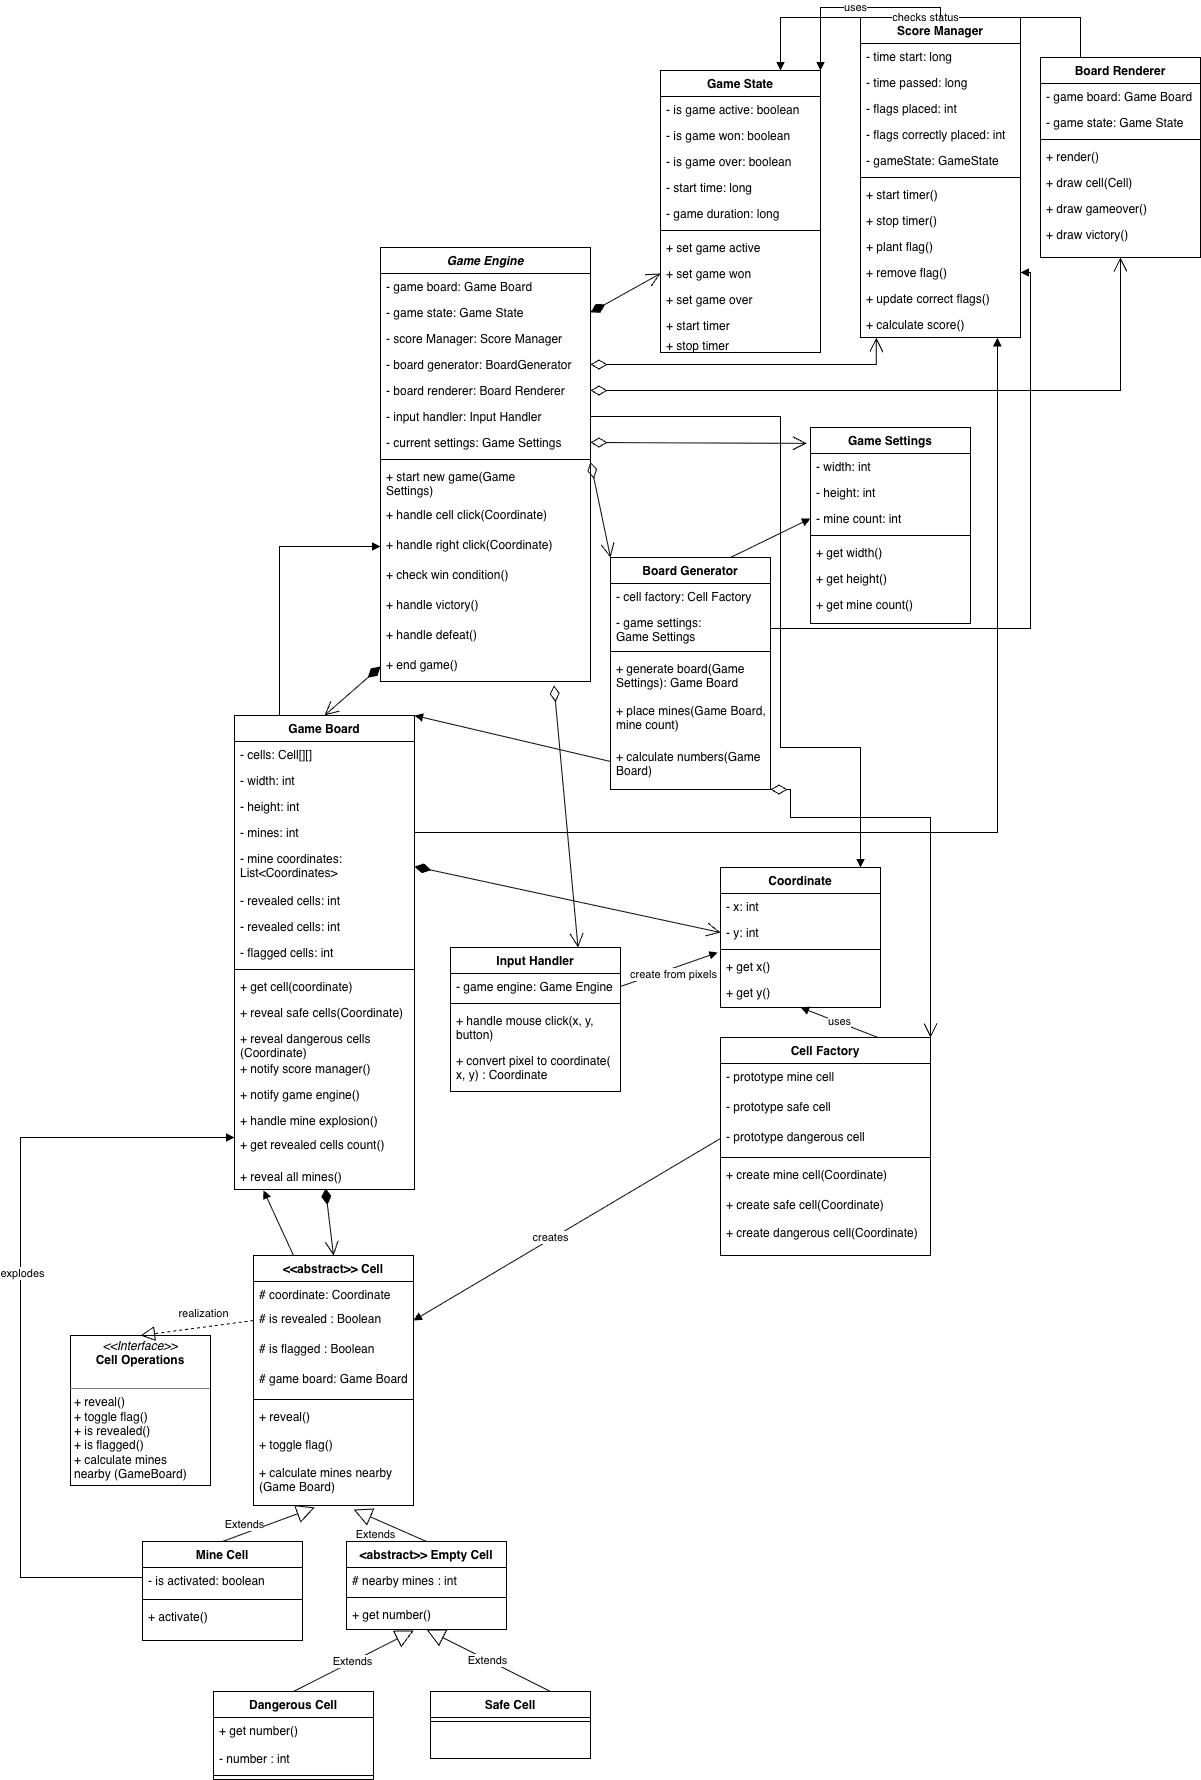 uses
checks status
Score Manager
- time start: long
- time passed: long
- flags placed: int
- flags correctly placed: int
- gameState: GameState
+ start timer()
+ stop timer()
+ plant flag()
+ remove flag()
+ update correct flags()
+ calculate score()
Board Renderer
- game board: Game Board
- game state: Game State
+ render()
+ draw cell(Cell)
+ draw gameover()
+ draw victory()
Game State
- is game active: boolean
- is game won: boolean
- is game over: boolean
- start time: long
- game duration: long
+ set game active
+ set game won
+ set game over
+ start timer
+ stop timer
Game Engine
- game board: Game Board
- game state: Game State
- score Manager: Score Manager
- board generator: BoardGenerator
- board renderer: Board Renderer
- input handler: Input Handler
- current settings: Game Settings
+ start new game(Game
Settings)
+ handle cell click(Coordinate)
+ handle right click(Coordinate)
+ check win condition()
+ handle victory()
+ handle defeat()
+ end game()
Game Settings
- width: int
- height: int
- mine count: int
+ get width()
+ get height()
+ get mine count()
Board Generator
- cell factory: Cell Factory
- game settings:
Game Settings
+ generate board(Game
Settings): Game Board
+ place mines(Game Board,
mine count)
+ calculate numbers(Game
Board)
Game Board
- cells: Cell[][]
- width: int
- height: int
- mines: int
- mine coordinates:
List<Coordinates>
- revealed cells: int
- revealed cells: int
- flagged cells: int
+ get cell(coordinate)
+ reveal safe cells(Coordinate)
+ reveal dangerous cells
(Coordinate)
+ notify score manager()
+ notify game engine()
+ handle mine explosion()
+ get revealed cells count()
+ reveal all mines()
Coordinate
- x: int
- y: int
+ get x()
+ get y()
Input Handler
- game engine: Game Engine
+ handle mouse click(x, y,
button)
+ convert pixel to coordinate(
x, y) : Coordinate
create from pixels
uses
Cell Factory
- prototype mine cell
- prototype safe cell
- prototype dangerous cell
+ create mine cell(Coordinate)
+ create safe cell(Coordinate)
+ create dangerous cell(Coordinate)
creates
explodes
<<abstract>> Cell
# coordinate: Coordinate
# is revealed : Boolean
# is flagged : Boolean
# game board: Game Board
+ reveal()
+ toggle flag()
+ calculate mines nearby
(Game Board)
realization
<<Interface>>
Cell Operations
+ reveal()
+ toggle flag()
+ is revealed()
+ is flagged()
+ calculate mines
nearby (GameBoard)
Extends
Extends
Mine Cell
- is activated: boolean
+ activate()
<abstract>> Empty Cell
# nearby mines : int
+ get number()
Extends
Extends
Dangerous Cell
+ get number()
- number : int
Safe Cell